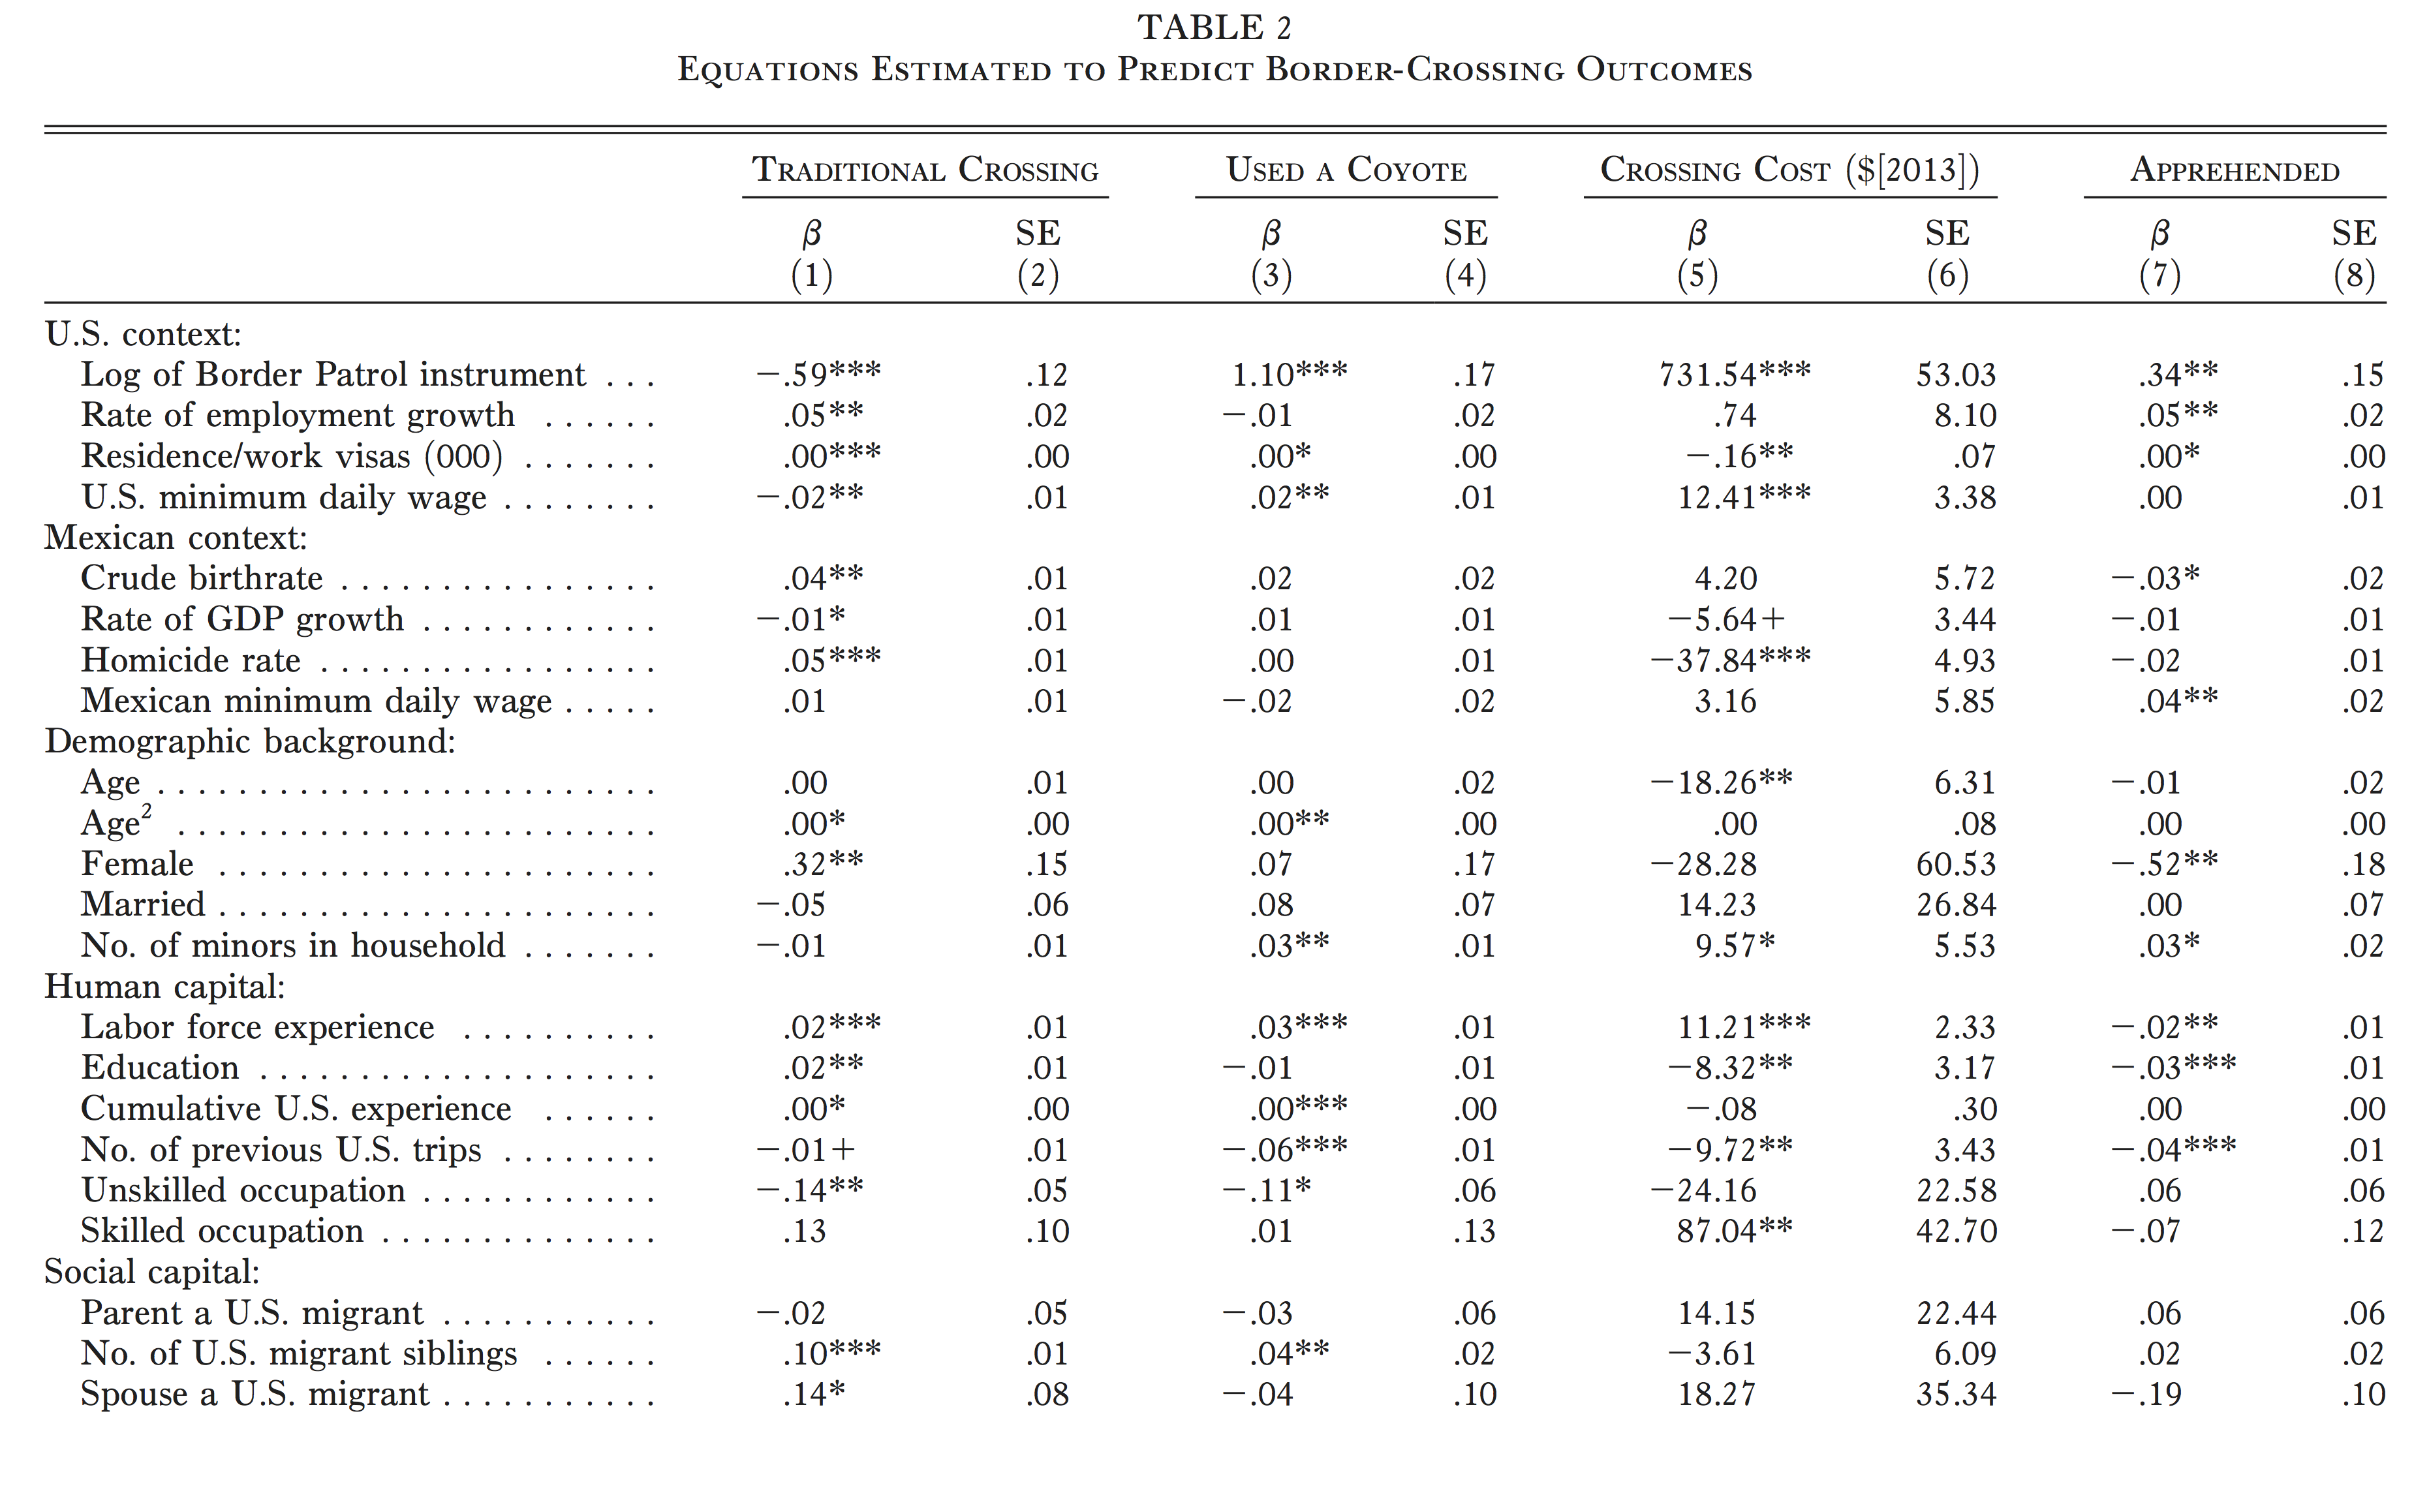 TABLE 2
Equations Estimated to Predict Border-Crossing Outcomes
Traditional Crossing Used a Coyote Crossing Cost ($[2013]) Apprehended
β SE β SE β SE β SE
(1) (2) (3) (4) (5) (6) (7) (8)
U.S. context:
Log of Border Patrol instrument . . . −.59*** .12 1.10*** .17 731.54*** 53.03 .34** .15
Rate of employment growth . . . . . . .05** .02 −.01 .02 .74 8.10 .05** .02
Residence/work visas (000) . . . . . . . .00*** .00 .00* .00 −.16** .07 .00* .00
U.S. minimum daily wage . . . . . . . . −.02** .01 .02** .01 12.41*** 3.38 .00 .01
Mexican context:
Crude birthrate . . . . . . . . . . . . . . . . .04** .01 .02 .02 4.20 5.72 −.03* .02
Rate of GDP growth . . . . . . . . . . . . −.01* .01 .01 .01 −5.64+ 3.44 −.01 .01
Homicide rate . . . . . . . . . . . . . . . . . .05*** .01 .00 .01 −37.84*** 4.93 −.02 .01
Mexican minimum daily wage . . . . . .01 .01 −.02 .02 3.16 5.85 .04** .02
Demographic background:
Age . . . . . . . . . . . . . . . . . . . . . . . . . .00 .01 .00 .02 −18.26** 6.31 −.01 .02
Age² . . . . . . . . . . . . . . . . . . . . . . . . .00* .00 .00** .00 .00 .08 .00 .00
Female . . . . . . . . . . . . . . . . . . . . . . .32** .15 .07 .17 −28.28 60.53 −.52** .18
Married . . . . . . . . . . . . . . . . . . . . . . −.05 .06 .08 .07 14.23 26.84 .00 .07
No. of minors in household . . . . . . . −.01 .01 .03** .01 9.57* 5.53 .03* .02
Human capital:
Labor force experience . . . . . . . . . . .02*** .01 .03*** .01 11.21*** 2.33 −.02** .01
Education . . . . . . . . . . . . . . . . . . . . .02** .01 −.01 .01 −8.32** 3.17 −.03*** .01
Cumulative U.S. experience . . . . . . .00* .00 .00*** .00 −.08 .30 .00 .00
No. of previous U.S. trips . . . . . . . . −.01+ .01 −.06*** .01 −9.72** 3.43 −.04*** .01
Unskilled occupation . . . . . . . . . . . . −.14** .05 −.11* .06 −24.16 22.58 .06 .06
Skilled occupation . . . . . . . . . . . . . . .13 .10 .01 .13 87.04** 42.70 −.07 .12
Social capital:
Parent a U.S. migrant . . . . . . . . . . . −.02 .05 −.03 .06 14.15 22.44 .06 .06
No. of U.S. migrant siblings . . . . . . .10*** .01 .04** .02 −3.61 6.09 .02 .02
Spouse a U.S. migrant . . . . . . . . . . . .14* .08 −.04 .10 18.27 35.34 −.19 .10